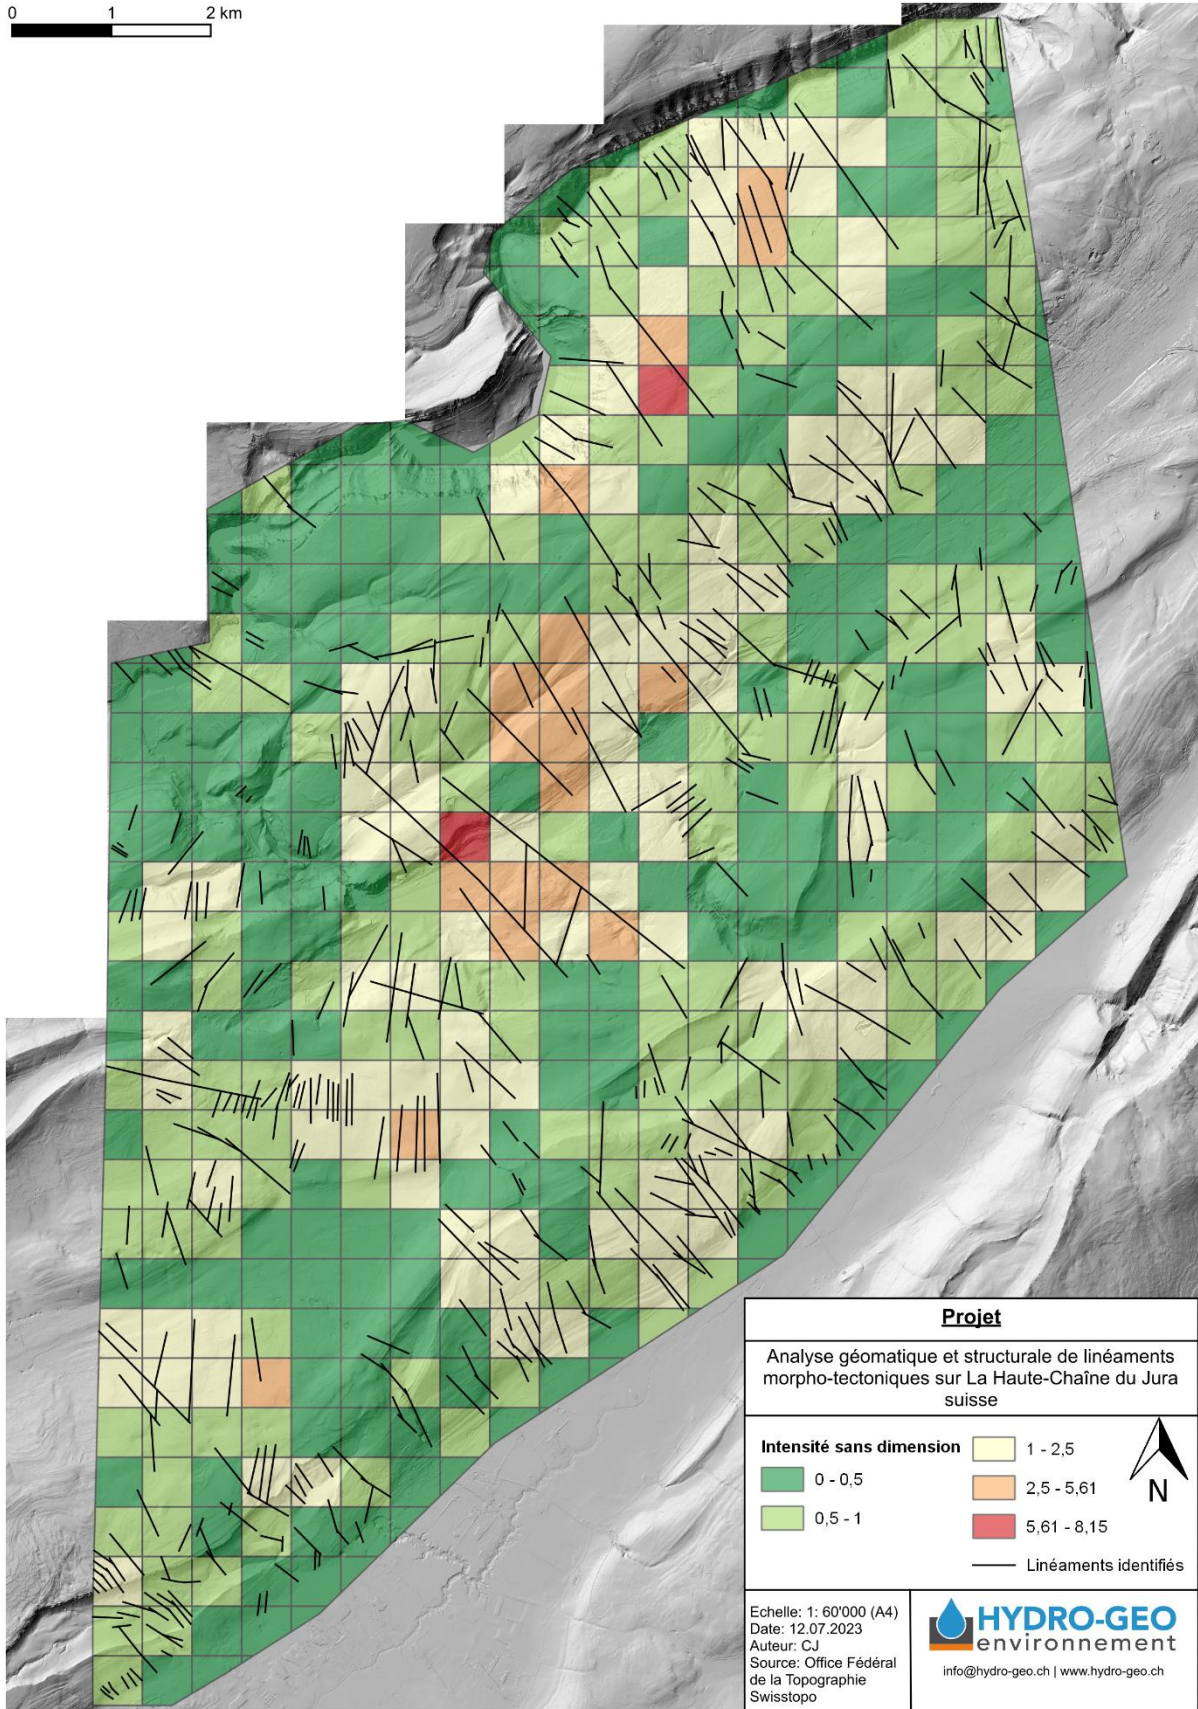 0 1 2 km
Projet
Analyse géomatique et structurale de linéaments
morpho-tectoniques sur La Haute-Chaîne du Jura
suisse
Intensité sans dimension
0 - 0,5
0,5 - 1
1 - 2,5
2,5 - 5,61
5,61 - 8,15
Linéaments identifiés
N
Echelle: 1: 60'000 (A4)
Date: 12.07.2023
Auteur: CJ
Source: Office Fédéral
de la Topographie
Swisstopo
HYDRO-GEO
environnement
info@hydro-geo.ch | www.hydro-geo.ch